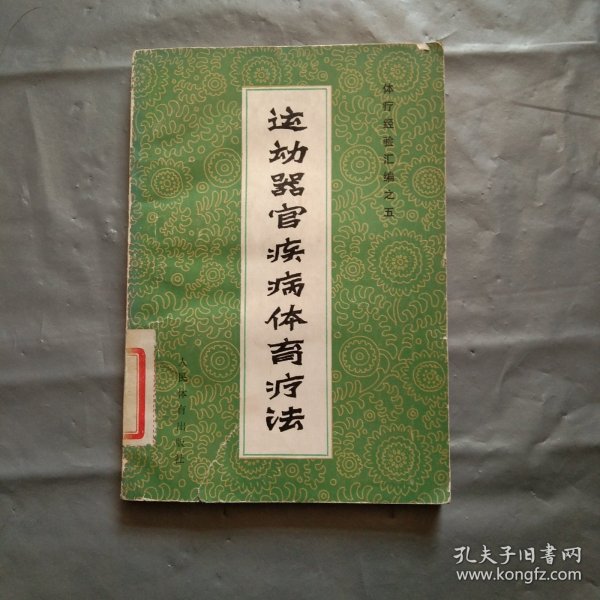 体疗经验汇编之五
运动器官疾病体育疗法
人民体育出版社
孔夫子旧书网
www.kongfz.com